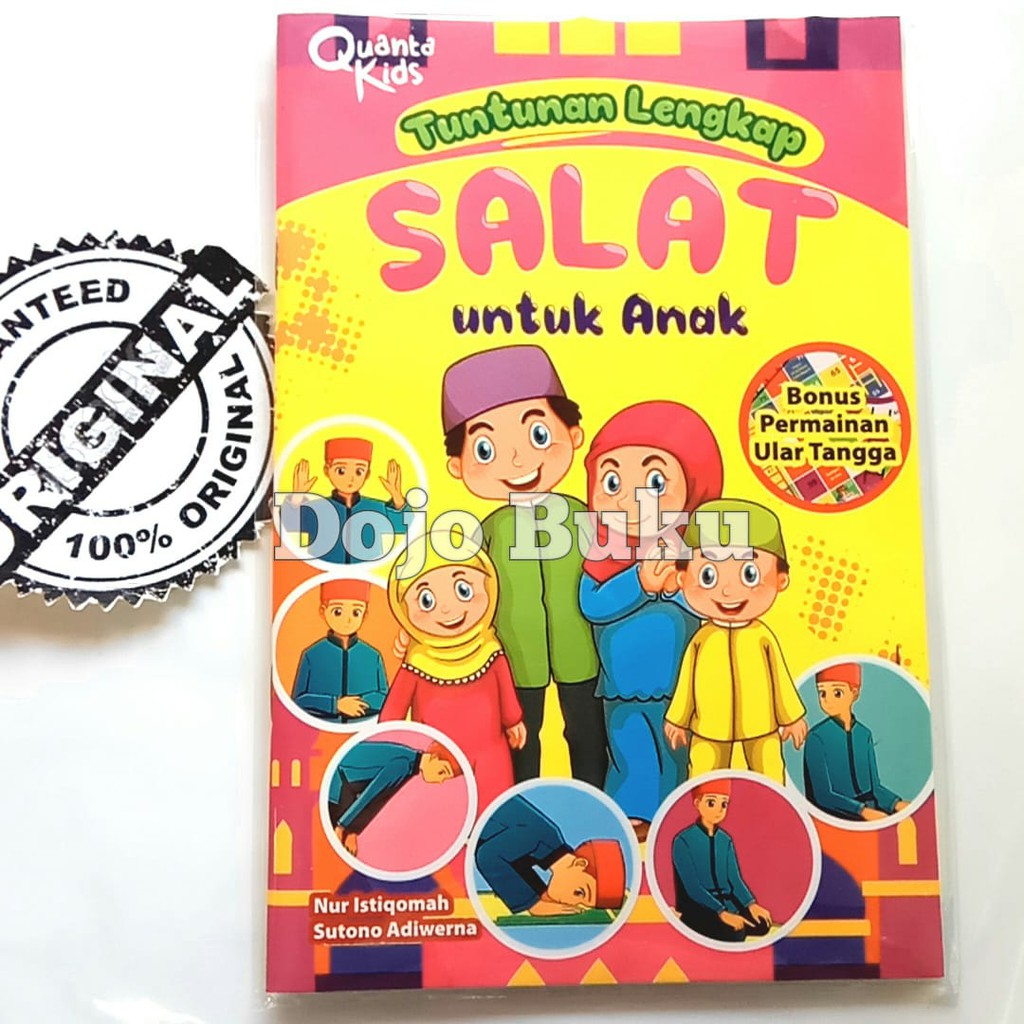 Quanta
Kids
Tuntunan Lengkap
SALAT
untuk Anak
Bonus
Permainan
Ular Tangga
Dojo Buku
ORIGINAL
100% ORIGINAL
Nur Istiqomah
Sutono Adiwerna